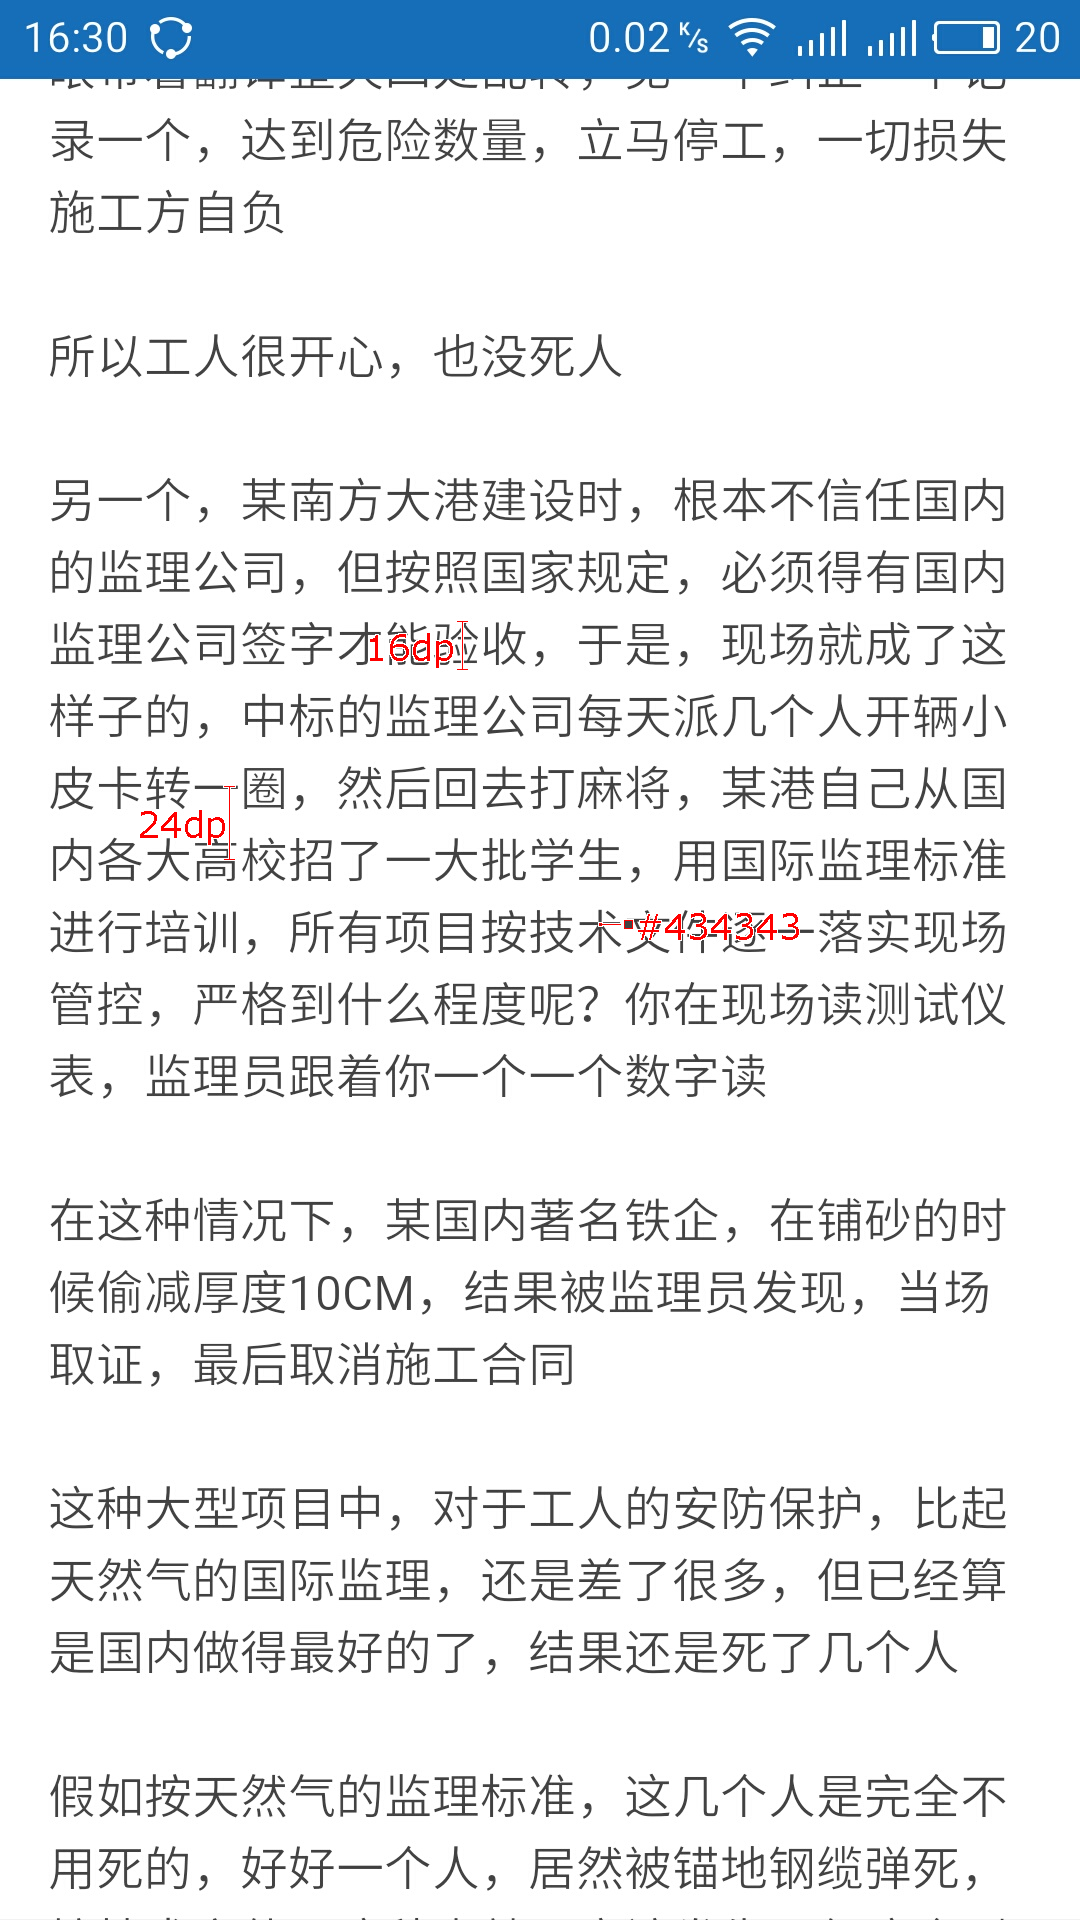 16:30 0.02 K/s 20
录一个，达到危险数量，立马停工，一切损失
施工方自负
所以工人很开心，也没死人
另一个，某南方大港建设时，根本不信任国内
的监理公司，但按照国家规定，必须得有国内
监理公司签字才能验收，于是，现场就成了这
16dp
样子的，中标的监理公司每天派几个人开辆小
皮卡转一圈，然后回去打麻将，某港自己从国
24dp
内各大高校招了一大批学生，用国际监理标准
进行培训，所有项目按技术文件逐一落实现场
#434343
管控，严格到什么程度呢？你在现场读测试仪
表，监理员跟着你一个一个数字读
在这种情况下，某国内著名铁企，在铺砂的时
候偷减厚度10CM，结果被监理员发现，当场
取证，最后取消施工合同
这种大型项目中，对于工人的安防保护，比起
天然气的国际监理，还是差了很多，但已经算
是国内做得最好的了，结果还是死了几个人
假如按天然气的监理标准，这几个人是完全不
用死的，好好一个人，居然被锚地钢缆弹死，